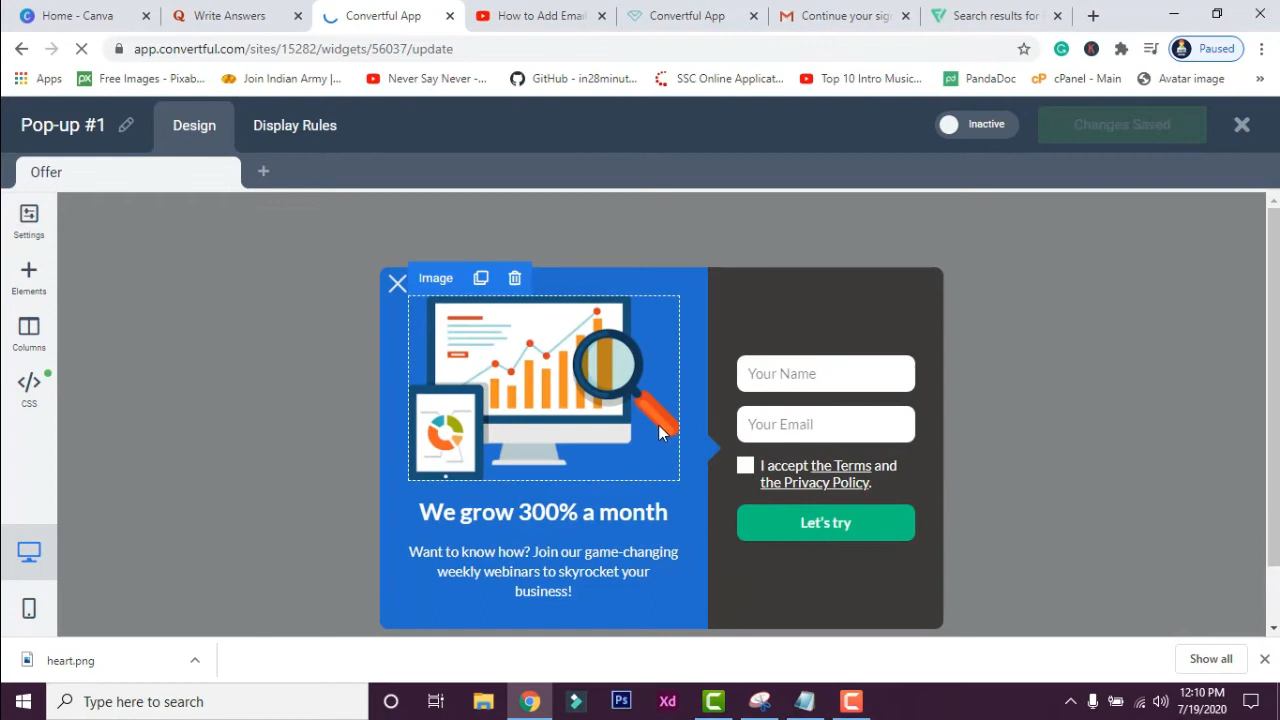 Home - Canva
Write Answers
Convertful App
How to Add Email
Convertful App
Continue your sig
Search results for
app.convertful.com/sites/15282/widgets/56037/update
K
Paused
Apps
Free Images - Pixab...
Join Indian Army |...
Never Say Never -...
GitHub - in28minut...
SSC Online Applicat...
Top 10 Intro Music...
PandaDoc
cPanel - Main
Avatar image
»
Pop-up #1
Design
Display Rules
Inactive
Changes Saved
Offer
Settings
Elements
Columns
CSS
Image
Your Name
Your Email
I accept the Terms and
the Privacy Policy.
Let's try
We grow 300% a month
Want to know how? Join our game-changing
weekly webinars to skyrocket your
business!
heart.png
Show all
Type here to search
Ps
Xd
12:10 PM
7/19/2020